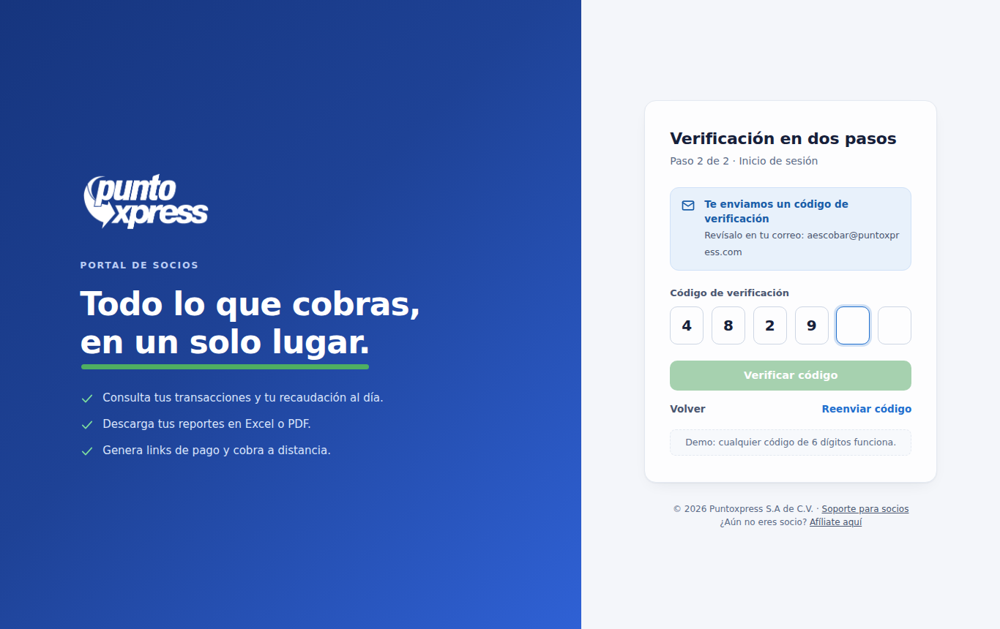 punto
xpress
PORTAL DE SOCIOS
Todo lo que cobras,
en un solo lugar.
Consulta tus transacciones y tu recaudación al día.
Descarga tus reportes en Excel o PDF.
Genera links de pago y cobra a distancia.
Verificación en dos pasos
Paso 2 de 2 · Inicio de sesión
Te enviamos un código de
verificación
Revísalo en tu correo: aescobar@puntoxpr
ess.com
Código de verificación
4 8 2 9
Verificar código
Volver Reenviar código
Demo: cualquier código de 6 dígitos funciona.
© 2026 Puntoxpress S.A de C.V. · Soporte para socios
¿Aún no eres socio? Afíliate aquí